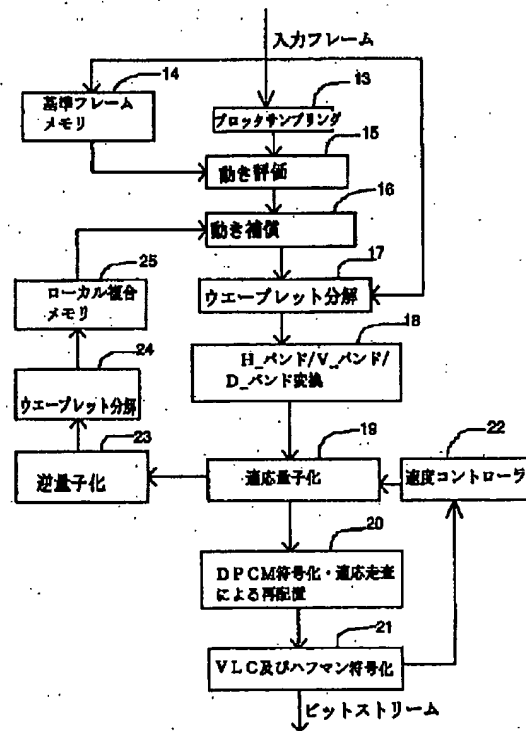 入力フレーム
14
基準フレーム
メモリ
13
ブロックサンプリング
15
動き評価
16
動き補償
25
ローカル複合
メモリ
17
ウエーブレット分解
18
H_バンド/V_バンド/
D_バンド変換
24
ウエーブレット分解
23
逆量子化
19
適応量子化
22
速度コントローラ
20
DPCM符号化・適応走査
による再配置
21
VLC及びハフマン符号化
ビットストリーム